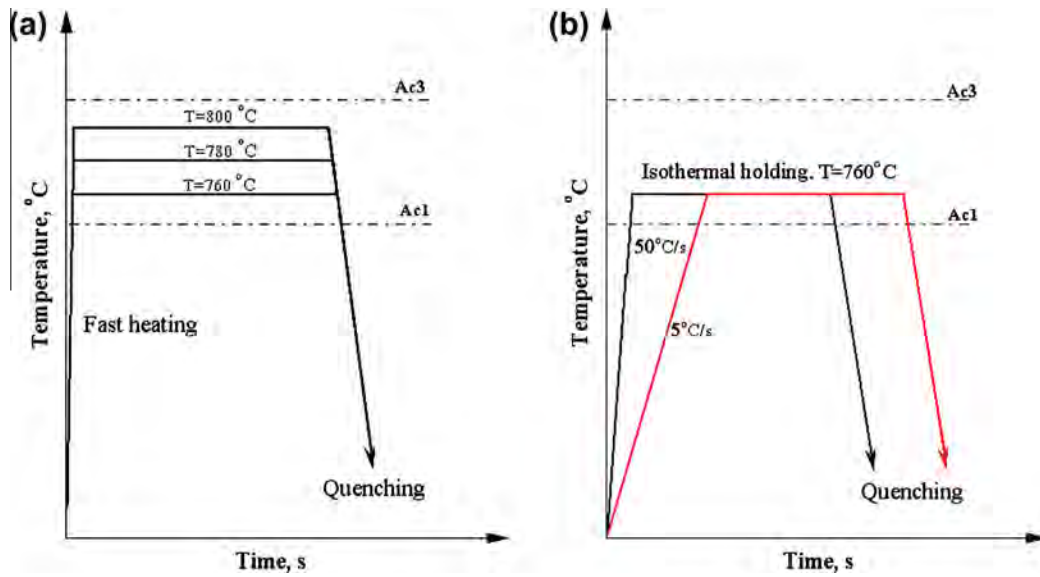 (a)
Temperature, °C
Ac3
T=800 °C
T=780 °C
T=760 °C
Ac1
Fast heating
Quenching
Time, s
(b)
Temperature, °C
Ac3
Isothermal holding. T=760°C
Ac1
50°C/s
5°C/s
Quenching
Time, s